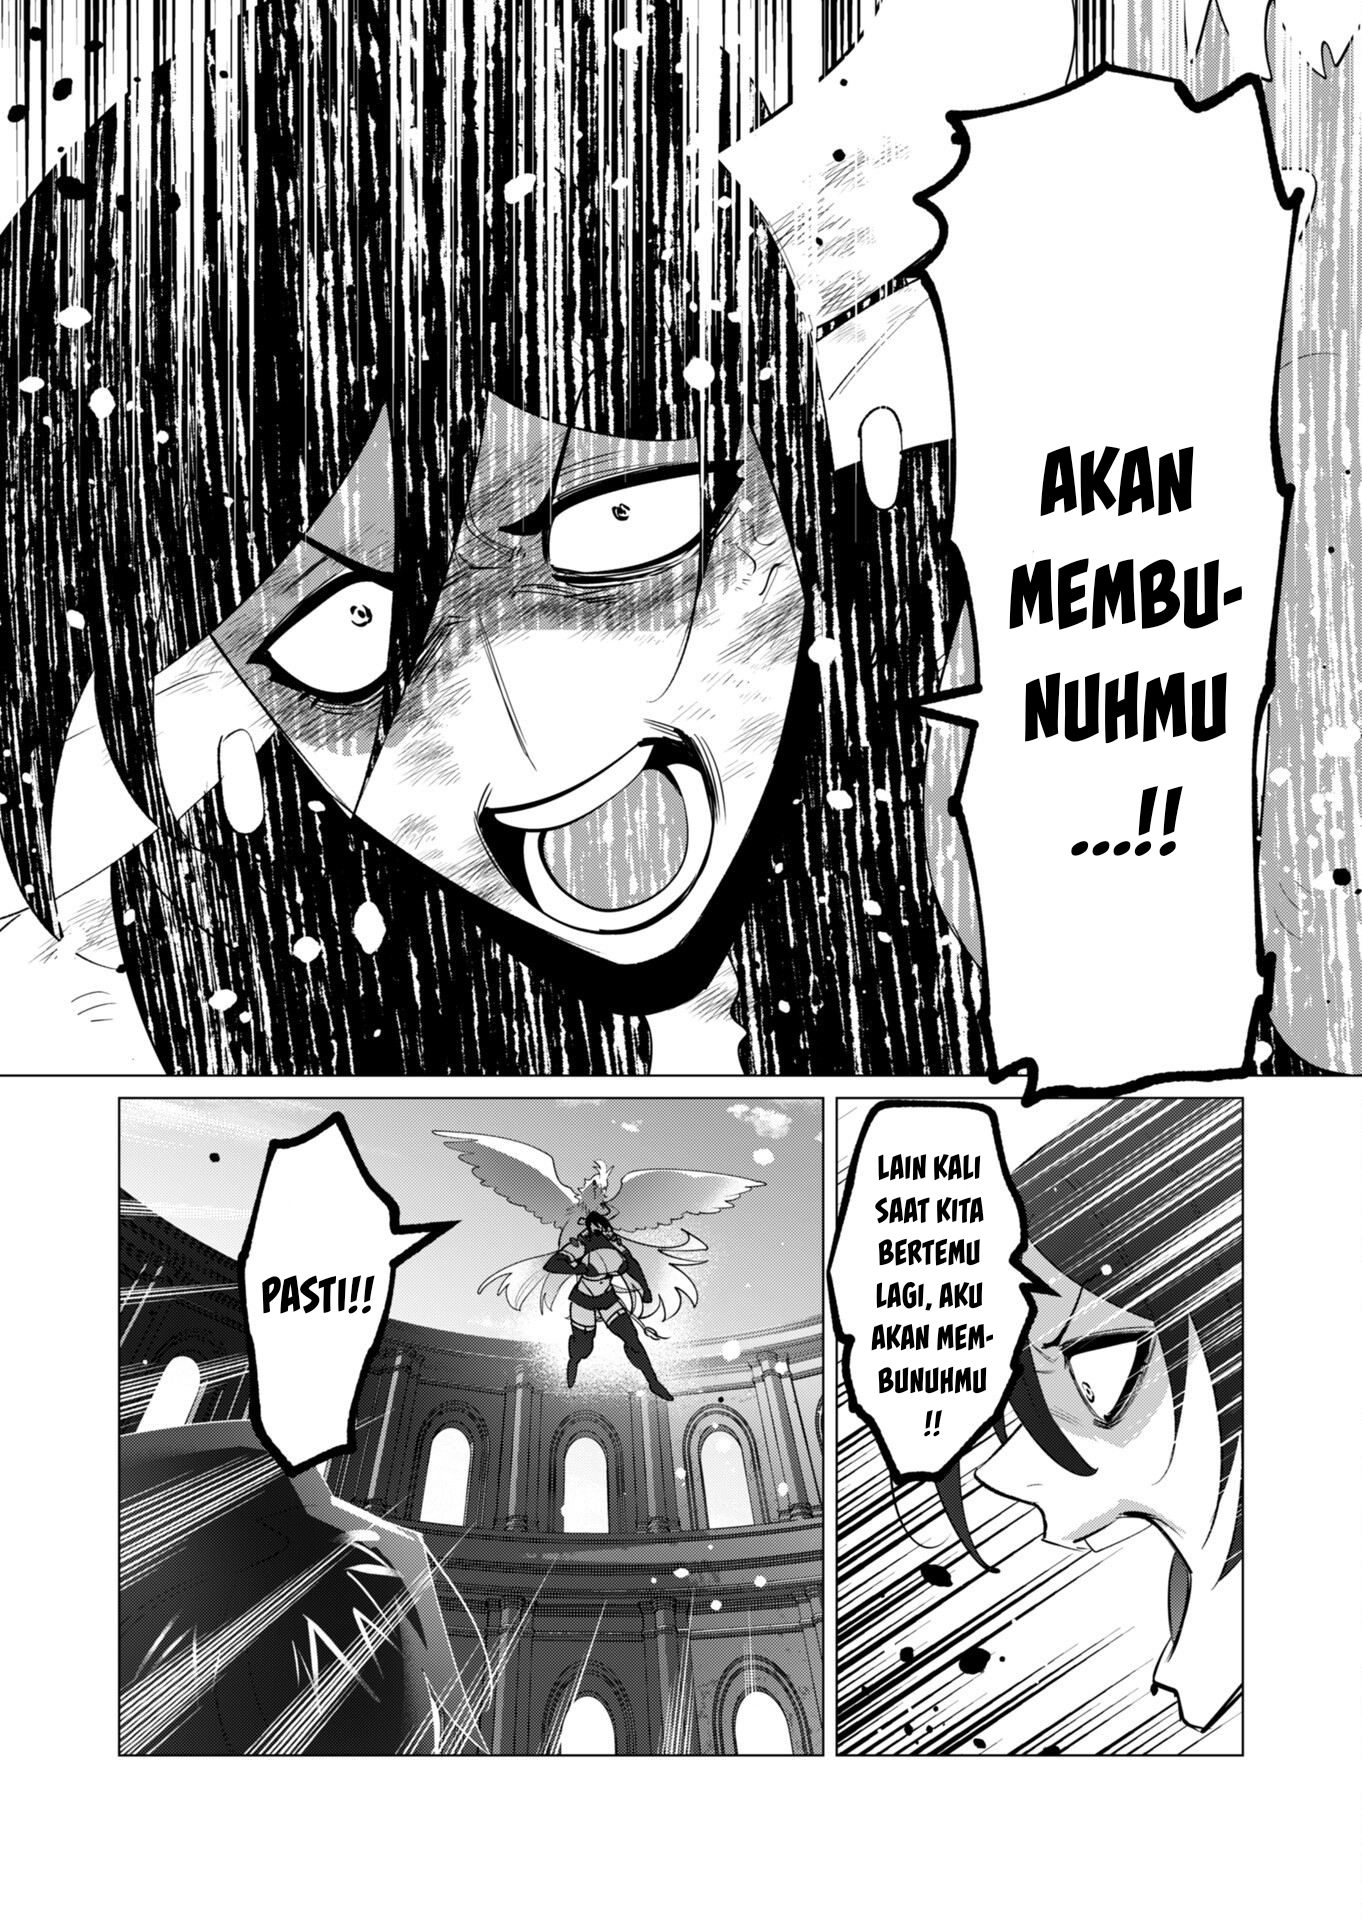 AKAN
MEMBU-
NUHMU
...!!
LAIN KALI
SAAT KITA
BERTEMU
LAGI, AKU
AKAN MEM-
BUNUHMU
!!
PASTI!!